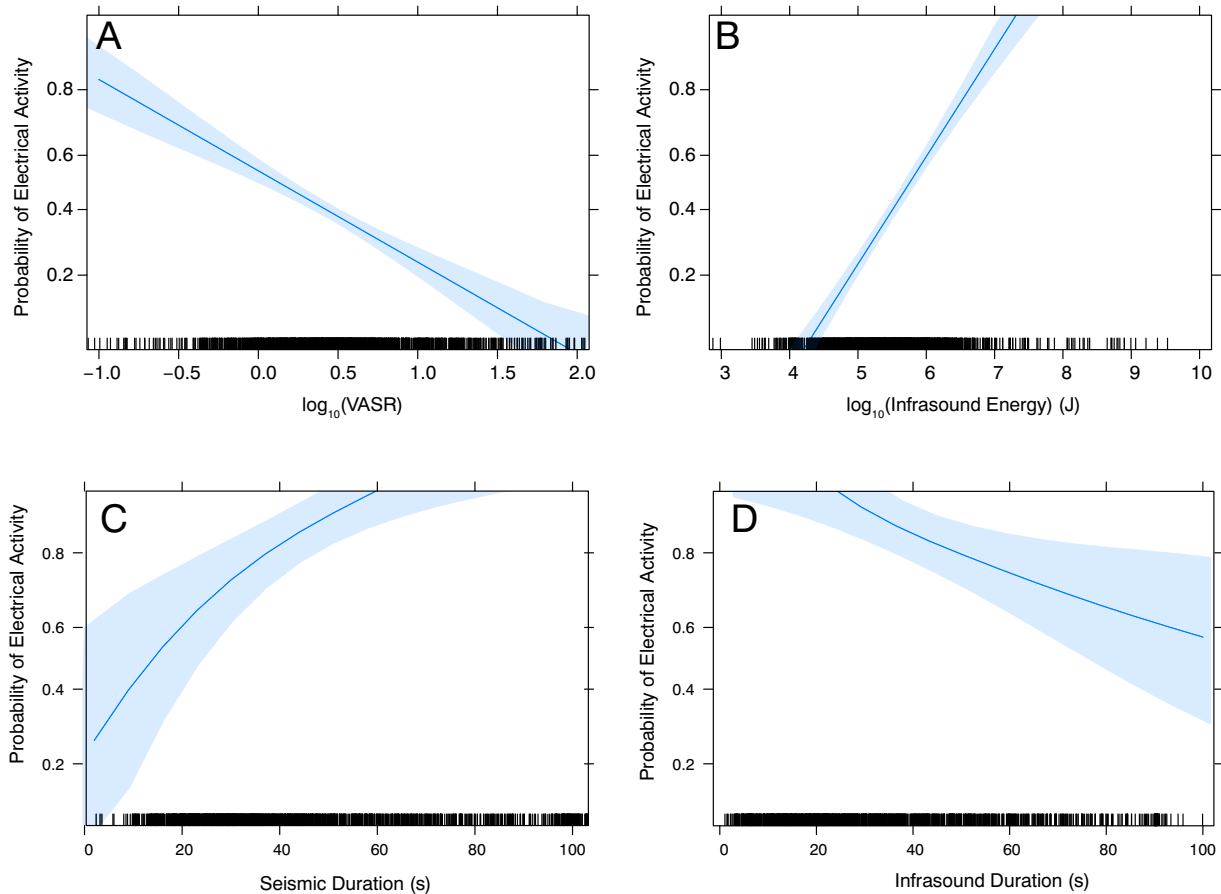 A
Probability of Electrical Activity
0.8
0.6
0.4
0.2
−1.0 −0.5 0.0 0.5 1.0 1.5 2.0
log10(VASR)
B
Probability of Electrical Activity
0.8
0.6
0.4
0.2
3 4 5 6 7 8 9 10
log10(Infrasound Energy) (J)
C
Probability of Electrical Activity
0.8
0.6
0.4
0.2
0 20 40 60 80 100
Seismic Duration (s)
D
Probability of Electrical Activity
0.8
0.6
0.4
0.2
0 20 40 60 80 100
Infrasound Duration (s)